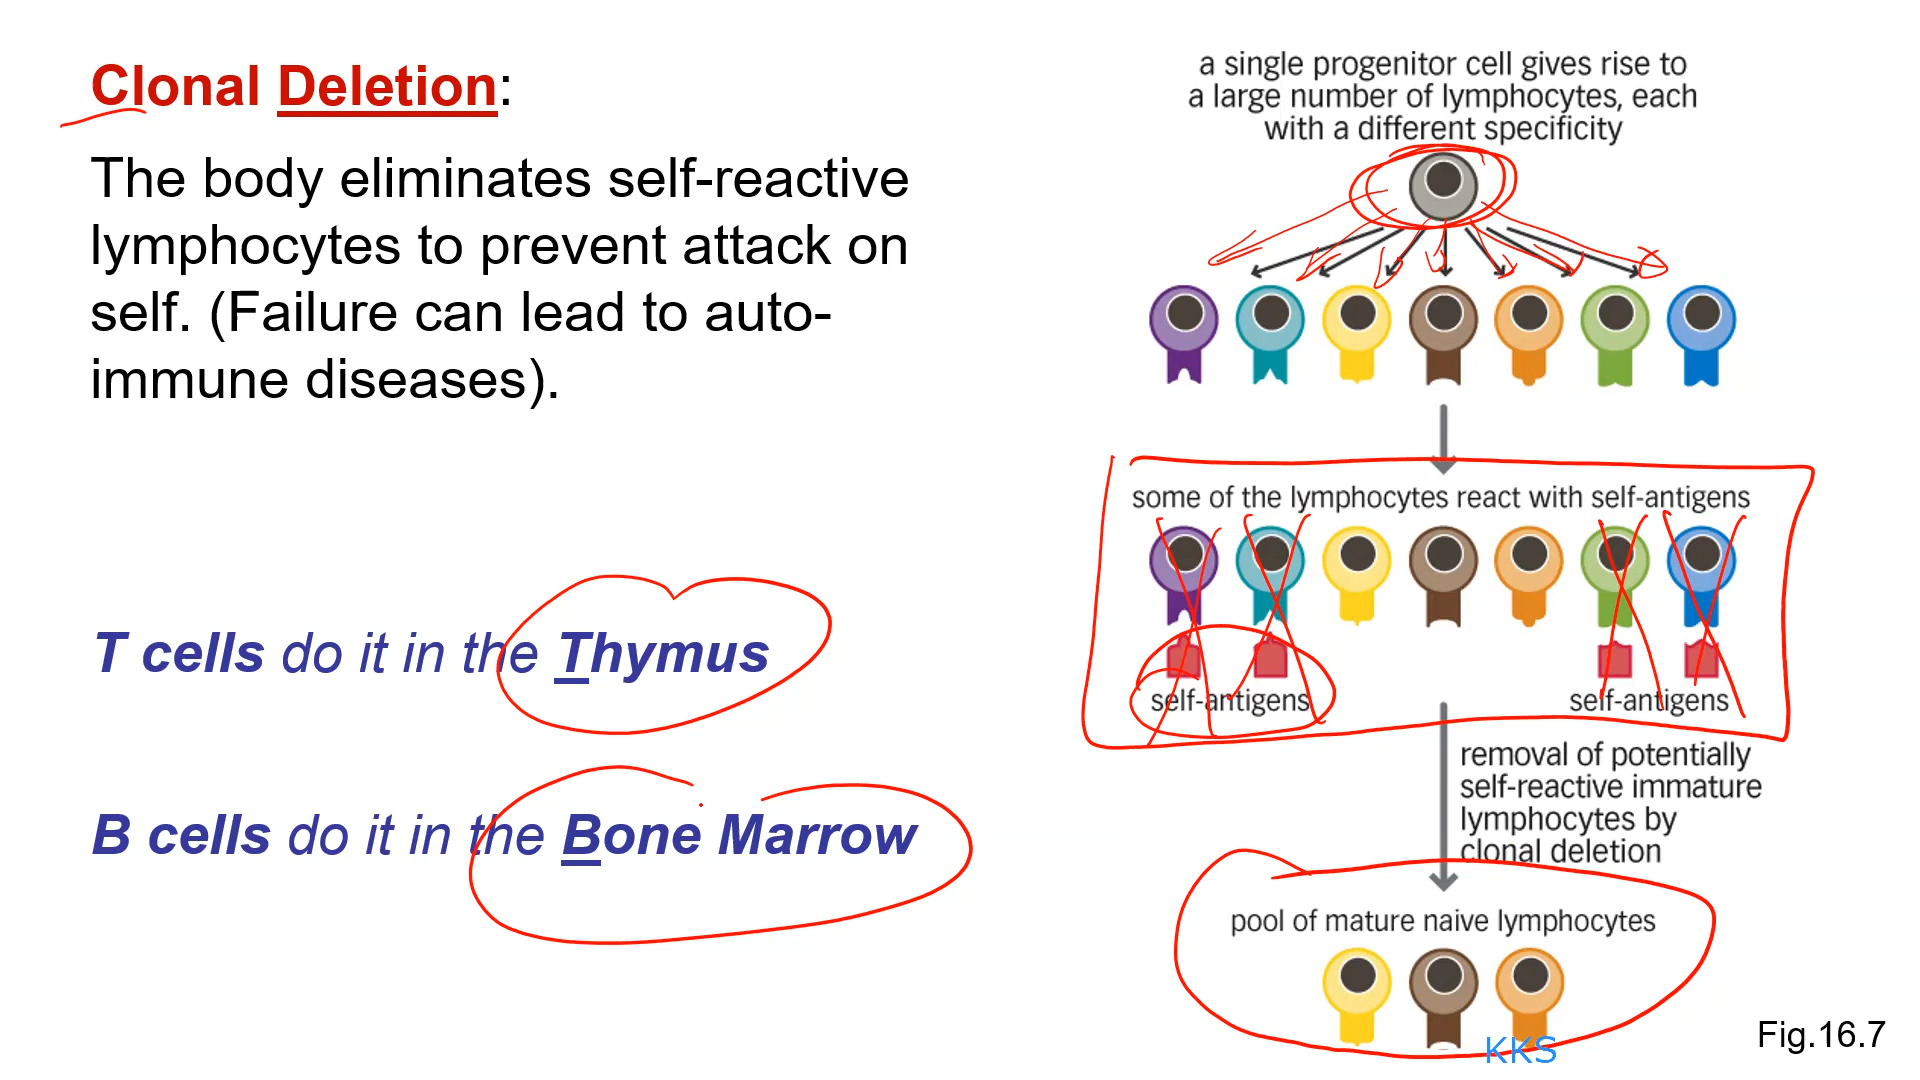 Clonal Deletion:
The body eliminates self-reactive
lymphocytes to prevent attack on
self. (Failure can lead to auto-
immune diseases).
T cells do it in the Thymus
B cells do it in the Bone Marrow
a single progenitor cell gives rise to
a large number of lymphocytes, each
with a different specificity
some of the lymphocytes react with self-antigens
self-antigens
self-antigens
removal of potentially
self-reactive immature
lymphocytes by
clonal deletion
pool of mature naive lymphocytes
KKS
Fig.16.7